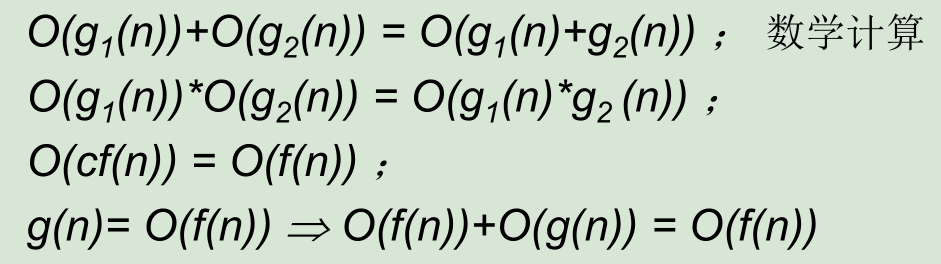 O(g₁(n))+O(g₂(n)) = O(g₁(n)+g₂(n)) ； 数学计算
O(g₁(n))*O(g₂(n)) = O(g₁(n)*g₂ (n)) ；
O(cf(n)) = O(f(n)) ；
g(n)= O(f(n)) ⇒ O(f(n))+O(g(n)) = O(f(n))